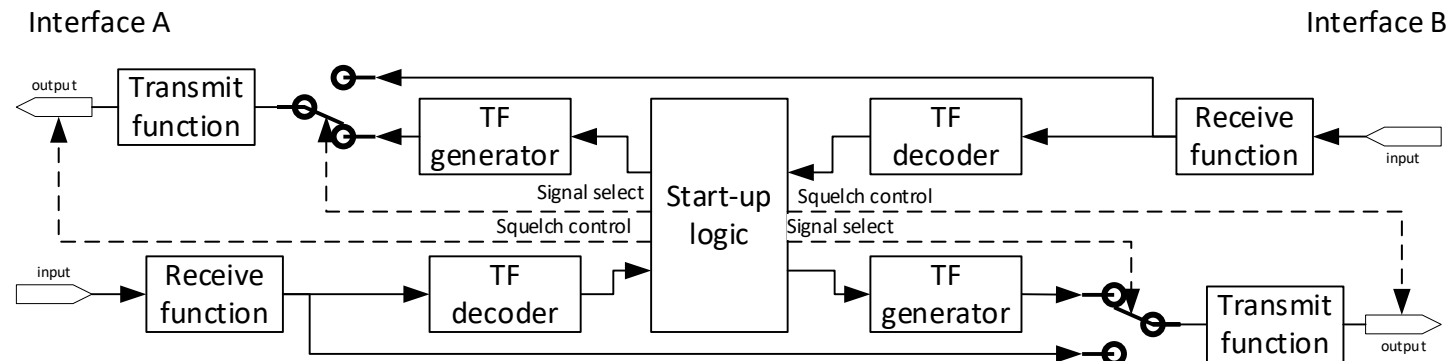 Interface A
Interface B
output
Transmit
function
TF
generator
TF
decoder
Receive
function
input
Signal select
Squelch control
Start-up
logic
Squelch control
Signal select
input
Receive
function
TF
decoder
TF
generator
Transmit
function
output